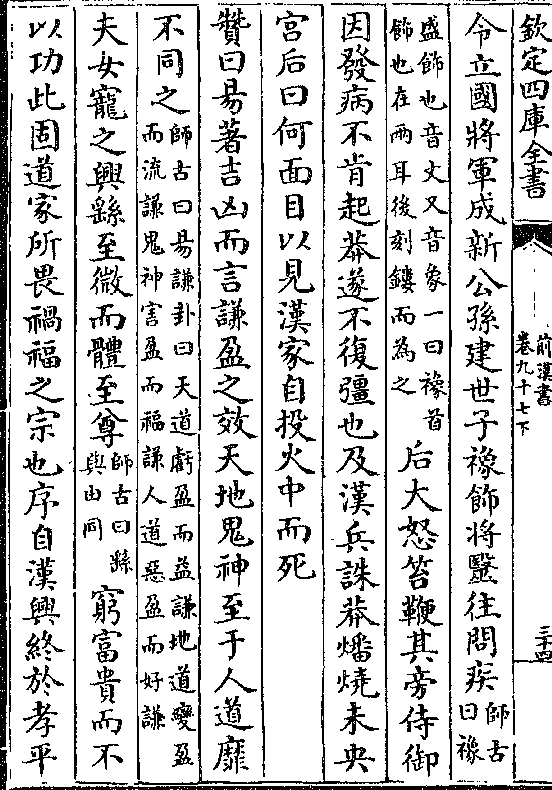 欽定四庫全書
前漢書
卷九十七下
三十四
令立國將軍成新公孫建世子襐飾將毉往問疾師古曰襐
盛飾也音丈又音象一曰襐首
飾也在兩耳後刻鏤而為之
后大怒笞鞭其旁侍御
因發病不肯起莽遂不復彊也及漢兵誅莽燔燒未央
宫后曰何面目以見漢家自投火中而死
贊曰易著吉凶而言謙盈之效天地鬼神至于人道靡
不同之師古曰易謙卦曰天道虧盈而益謙地道變盈
而流謙鬼神害盈而福謙人道惡盈而好謙
夫女寵之興繇至微而體至尊師古曰繇
與由同
窮富貴而不
以功此固道家所畏禍福之宗也序自漢興終於孝平